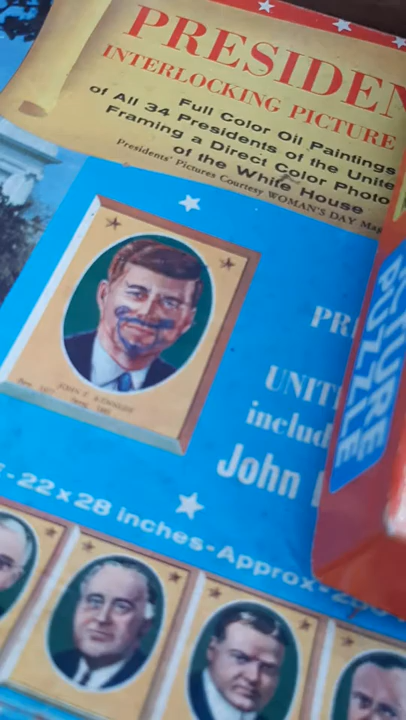 PRESIDEN
INTERLOCKING PICTURE
Full Color Oil Paintings
of All 34 Presidents of the Unite
Framing a Direct Color Photo
of the White House
Presidents' Pictures Courtesy WOMAN'S DAY Mag
JOHN F. KENNEDY
PR
UNIT
includ
John
PICTURE
PUZZLE
-22 x 28 inches-Approx